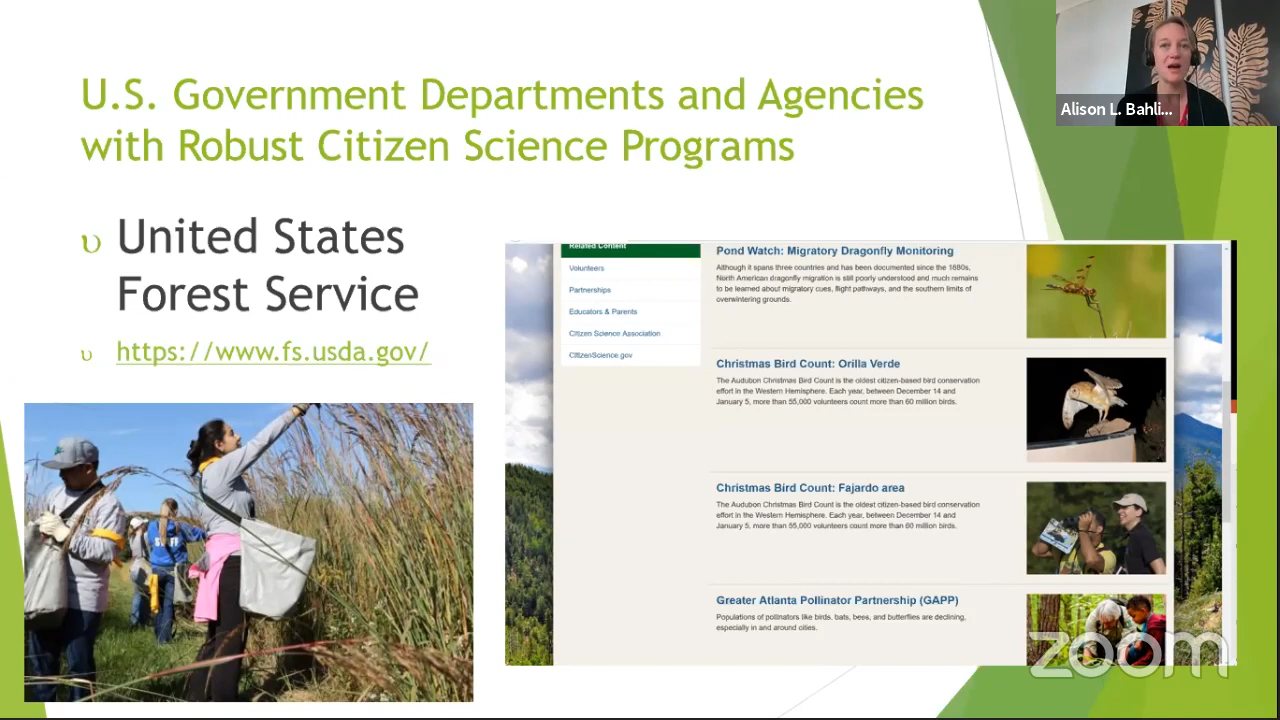 U.S. Government Departments and Agencies
with Robust Citizen Science Programs
Alison L. Bahli...
United States
Forest Service
https://www.fs.usda.gov/
Related Content
Volunteers
Partnerships
Educators & Parents
Citizen Science Association
CitizenScience.gov
Pond Watch: Migratory Dragonfly Monitoring
Although it spans three countries and has been documented since the 1880s,
North American dragonfly migration is still poorly understood and much remains
to be learned about migratory cues, flight pathways, and the southern limits of
overwintering grounds.
Christmas Bird Count: Orilla Verde
The Audubon Christmas Bird Count is the oldest citizen-based bird conservation
effort in the Western Hemisphere. Each year, between December 14 and
January 5, more than 55,000 volunteers count more than 60 million birds.
Christmas Bird Count: Fajardo area
The Audubon Christmas Bird Count is the oldest citizen-based bird conservation
effort in the Western Hemisphere. Each year, between December 14 and
January 5, more than 55,000 volunteers count more than 60 million birds.
Greater Atlanta Pollinator Partnership (GAPP)
Populations of pollinators like birds, bats, bees, and butterflies are declining,
especially in and around cities.
zoom